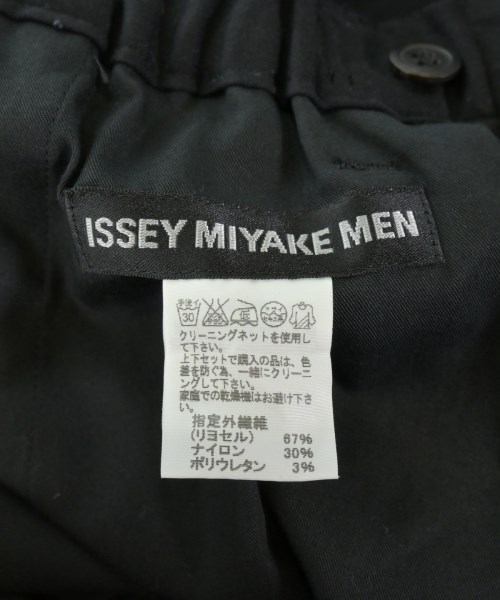 ISSEY MIYAKE MEN
手洗イ
30
低
クリーニングネットを使用し
て下さい。
上下セットで購入の品は、色
差を防ぐ為、一緒にクリーニ
ングして下さい。
家庭での乾燥機はお避け下さ
い。
指定外繊維
(リヨセル) 67%
ナイロン 30%
ポリウレタン 3%